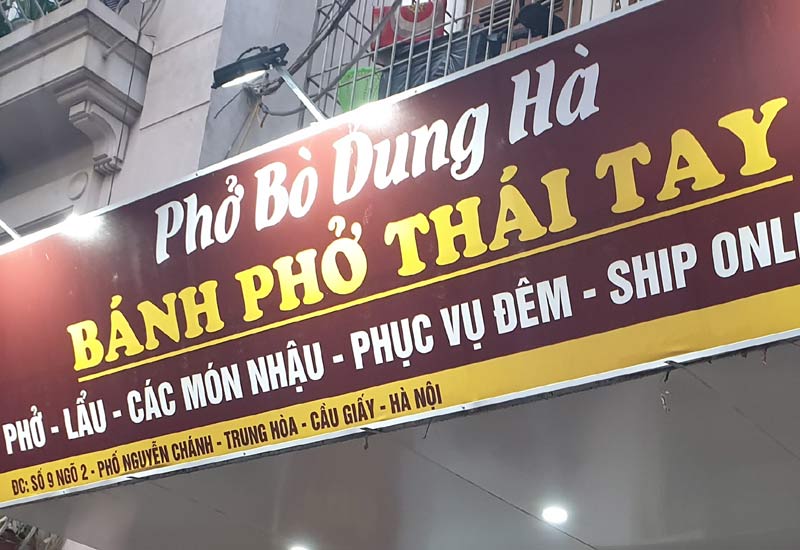 Phở Bò Dung Hà
BÁNH PHỞ THÁI TAY
PHỞ - LẨU - CÁC MÓN NHẬU - PHỤC VỤ ĐÊM - SHIP ONLI
ĐC: SỐ 9 NGÕ 2 - PHỐ NGUYỄN CHÁNH - TRUNG HÒA - CẦU GIẤY - HÀ NỘI